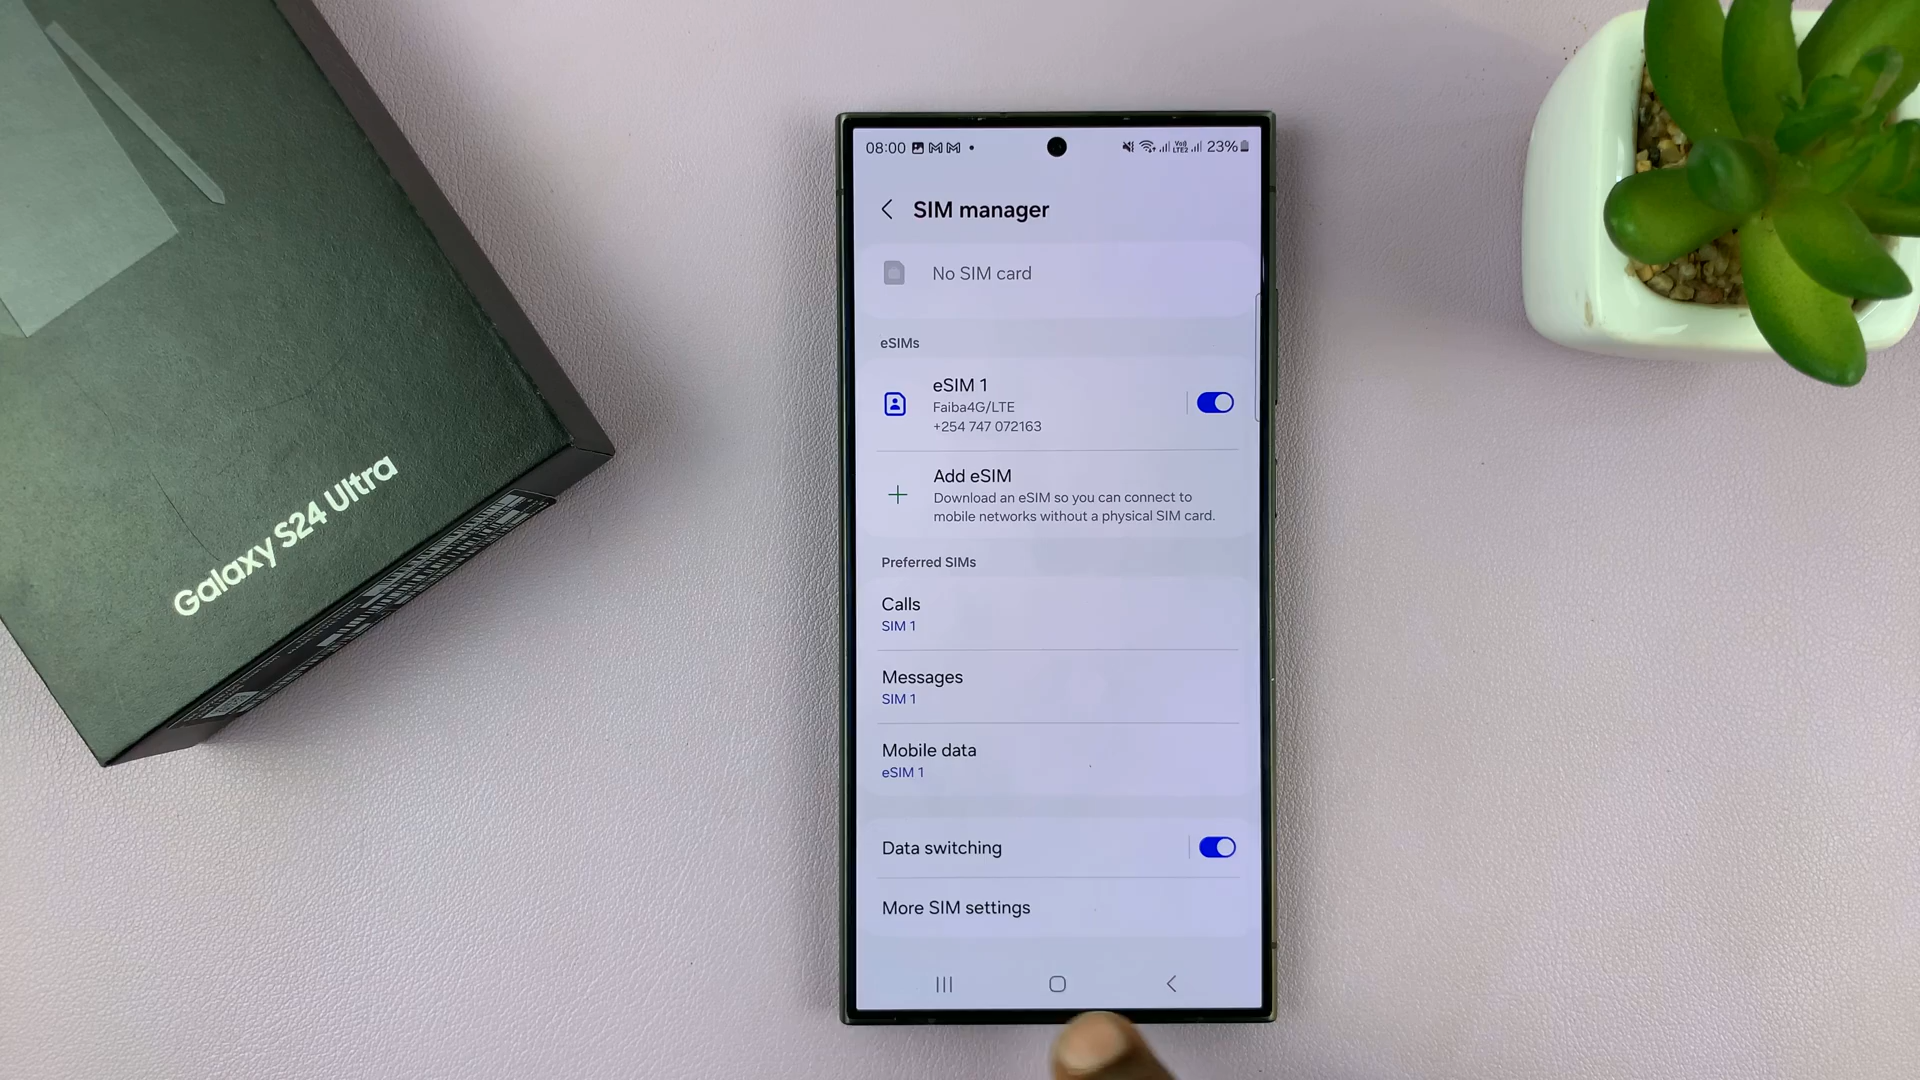 Galaxy S24 Ultra
08:00
23%
SIM manager
No SIM card
eSIMs
eSIM 1
Faiba4G/LTE
+254 747 072163
Add eSIM
Download an eSIM so you can connect to
mobile networks without a physical SIM card.
Preferred SIMs
Calls
SIM 1
Messages
SIM 1
Mobile data
eSIM 1
Data switching
More SIM settings